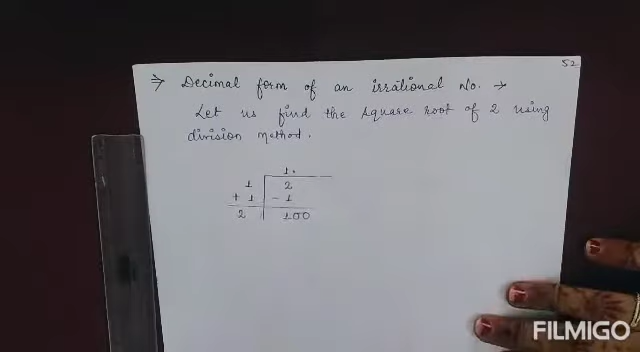 52
⇒ Decimal form of an irrational No. →
Let us find the square root of 2 using
division method.
1.
1 2
+ 1 - 1
2 100
FILMIGO